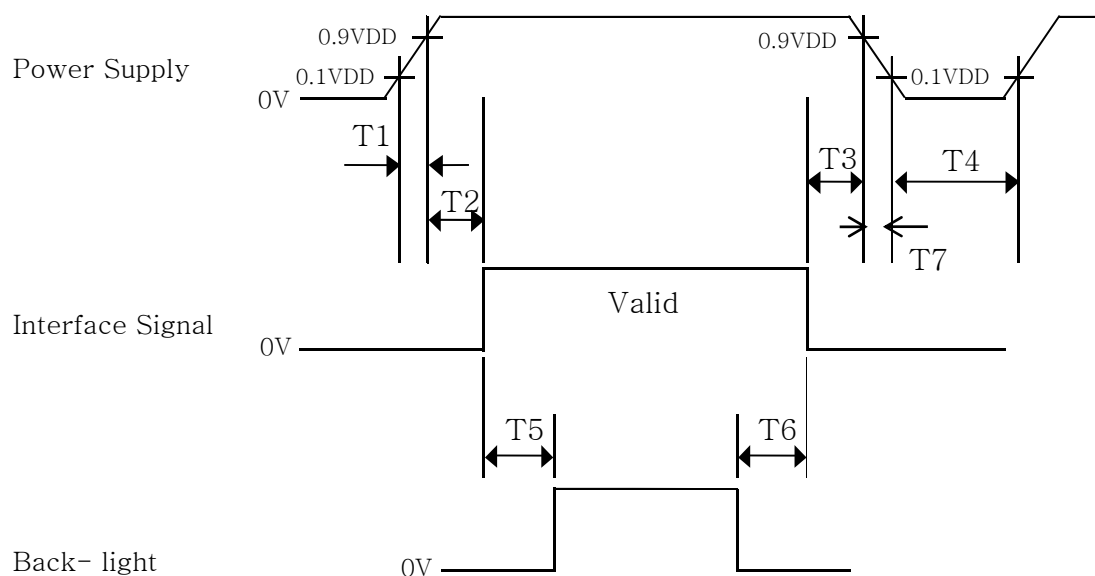 0.9VDD
0.9VDD
Power Supply
0.1VDD
0.1VDD
0V
T1
T3
T4
T2
T7
Valid
Interface Signal
0V
T5
T6
Back- light
0V